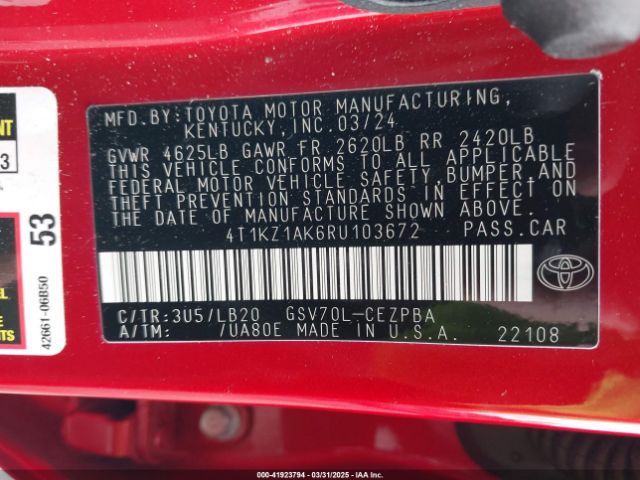 MFD.BY:TOYOTA MOTOR MANUFACTURING,
KENTUCKY, INC.03/24
GVWR 4625LB GAWR FR 2620LB RR 2420LB
THIS VEHICLE CONFORMS TO ALL APPLICABLE
FEDERAL MOTOR VEHICLE SAFETY, BUMPER,AND
THEFT PREVENTION STANDARDS IN EFFECT ON
THE DATE OF MANUFACTURE SHOWN ABOVE.
4T1KZ1AK6RU103672 PASS.CAR
C/TR:3U5/LB20 GSV70L-CEZPBA
A/TM: /UA80E MADE IN U.S.A. 22108
53
42661-06B50
00-41923794 - 03/31/2025 - IAA Inc.